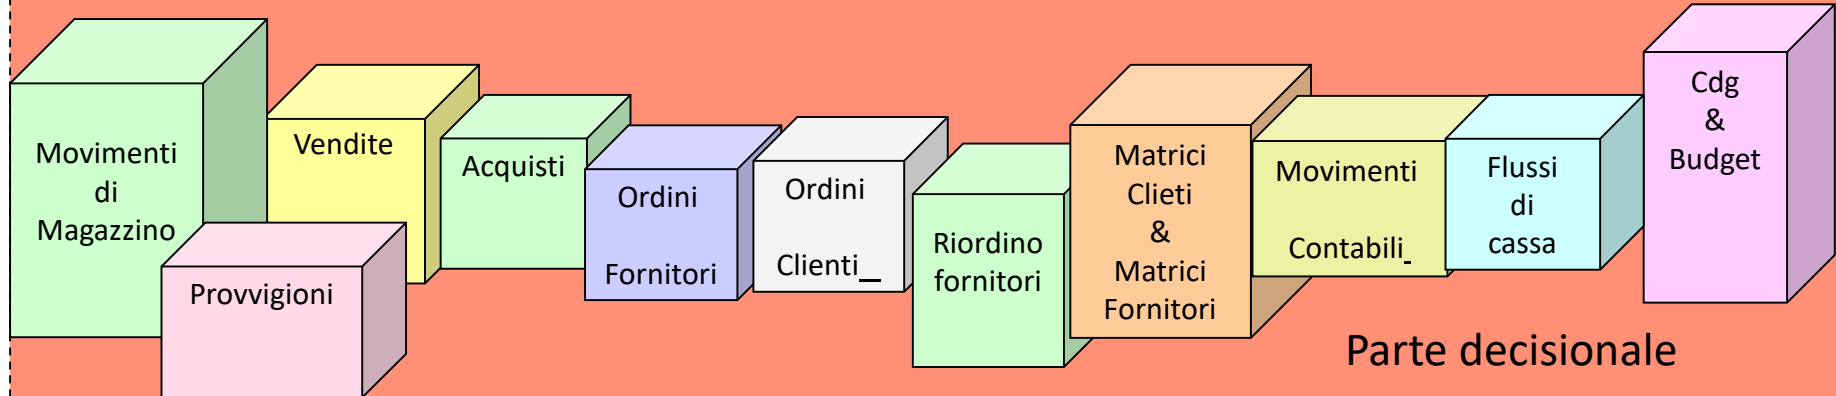 Movimenti
di
Magazzino
Provvigioni
Vendite
Acquisti
Ordini
Fornitori
Ordini
Clienti_
Riordino
fornitori
Matrici
Clieti
&
Matrici
Fornitori
Movimenti
Contabili_
Flussi
di
cassa
Cdg
&
Budget
Parte decisionale